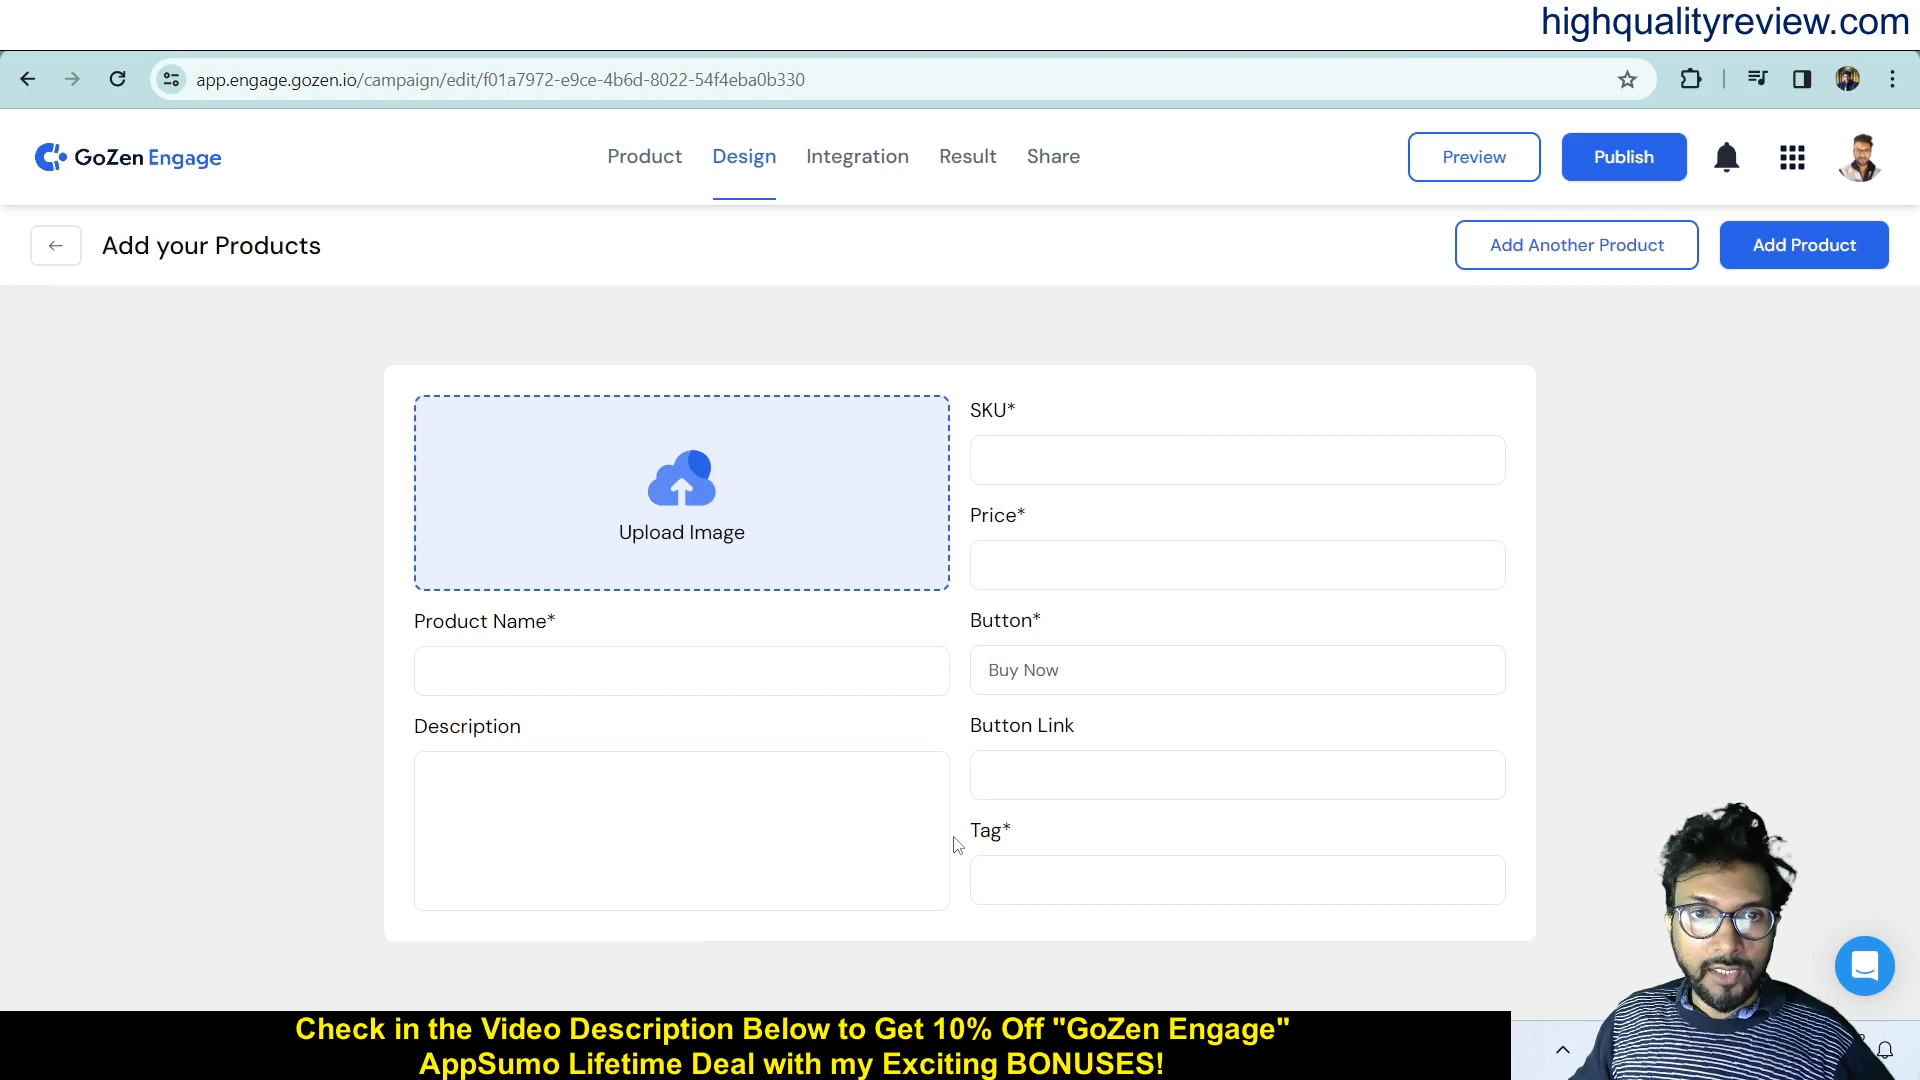 highqualityreview.com
app.engage.gozen.io/campaign/edit/f01a7972-e9ce-4b6d-8022-54f4eba0b330
GoZen Engage
Product
Design
Integration
Result
Share
Preview
Publish
Add your Products
Add Another Product
Add Product
Upload Image
Product Name*
Description
SKU*
Price*
Button*
Buy Now
Button Link
Tag*
Check in the Video Description Below to Get 10% Off "GoZen Engage"
AppSumo Lifetime Deal with my Exciting BONUSES!